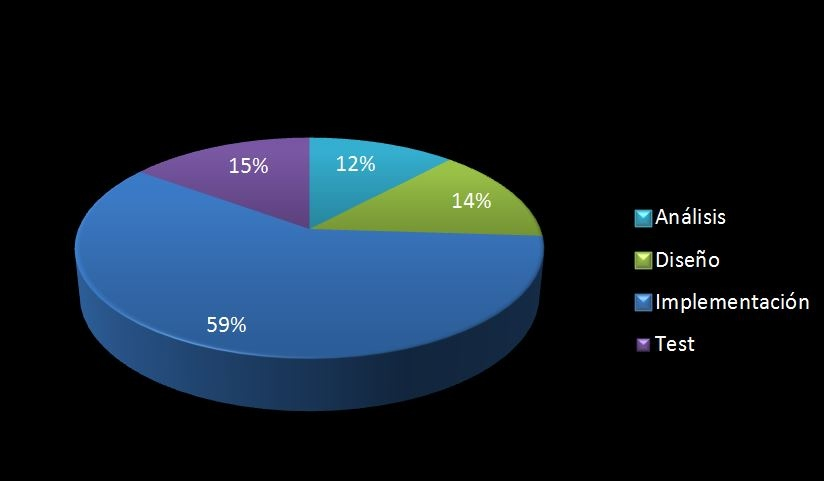 15%
12%
14%
59%
Análisis
Diseño
Implementación
Test